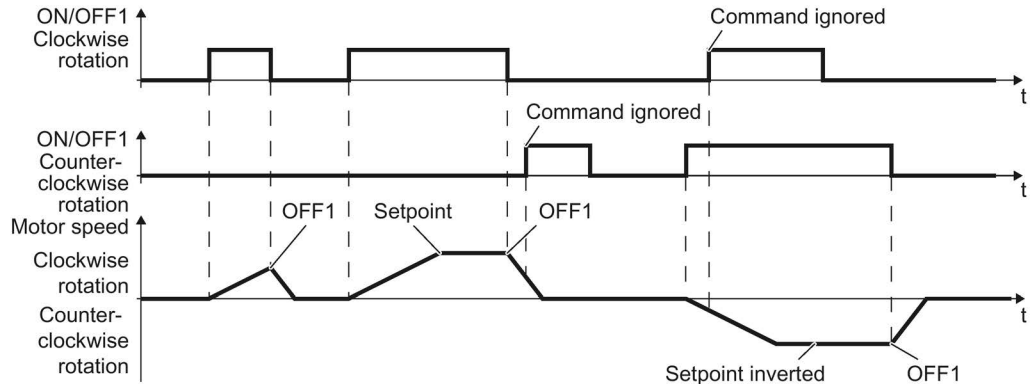 ON/OFF1
Clockwise
rotation
Command ignored
t
ON/OFF1
Counter-
clockwise
rotation
Command ignored
t
Motor speed
OFF1
Setpoint
OFF1
Clockwise
rotation
Counter-
clockwise
rotation
t
Setpoint inverted
OFF1